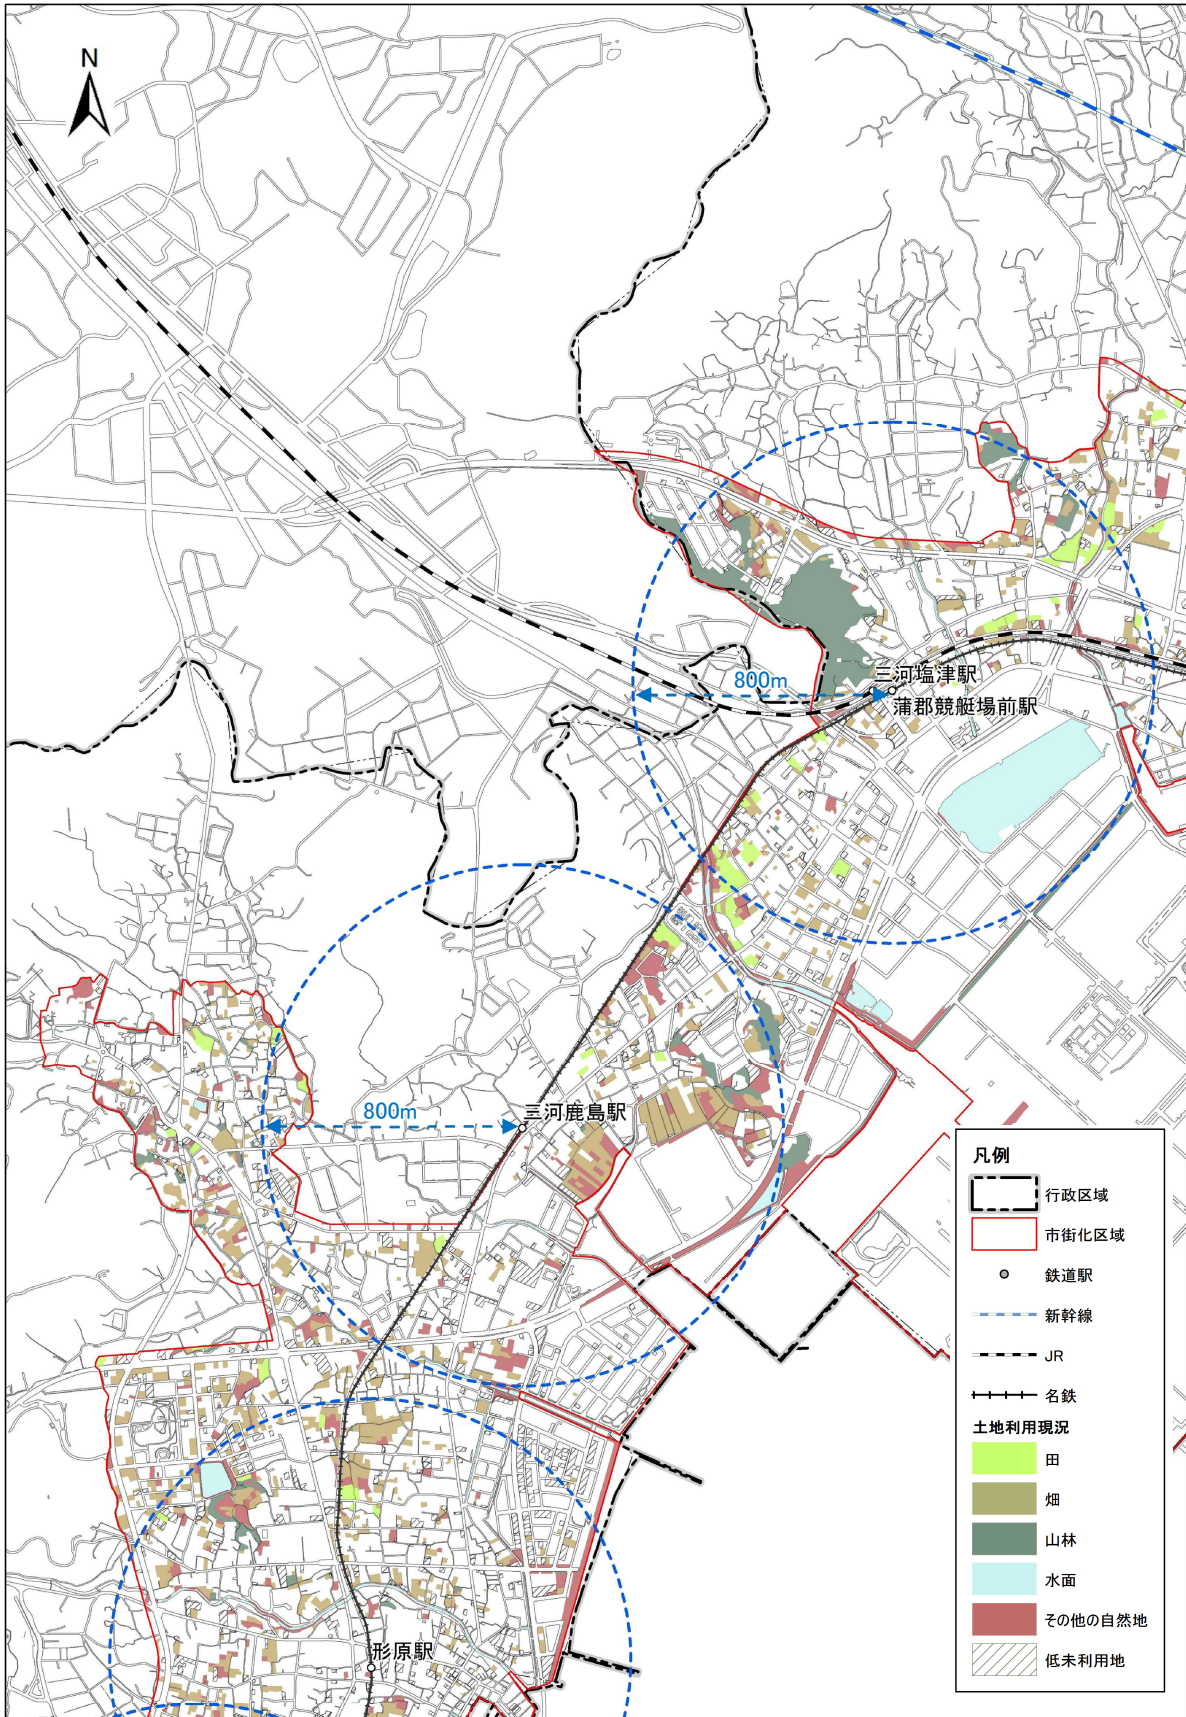 N
三河塩津駅
800m
蒲郡競艇場前駅
800m
三河鹿島駅
形原駅
凡例
行政区域
市街化区域
鉄道駅
新幹線
JR
名鉄
土地利用現況
田
畑
山林
水面
その他の自然地
低未利用地